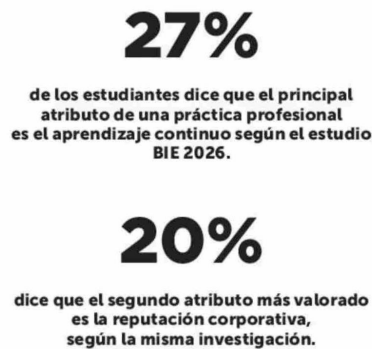 27%
de los estudiantes dice que el principal
atributo de una práctica profesional
es el aprendizaje continuo según el estudio
BIE 2026.
20%
dice que el segundo atributo más valorado
es la reputación corporativa,
según la misma investigación.